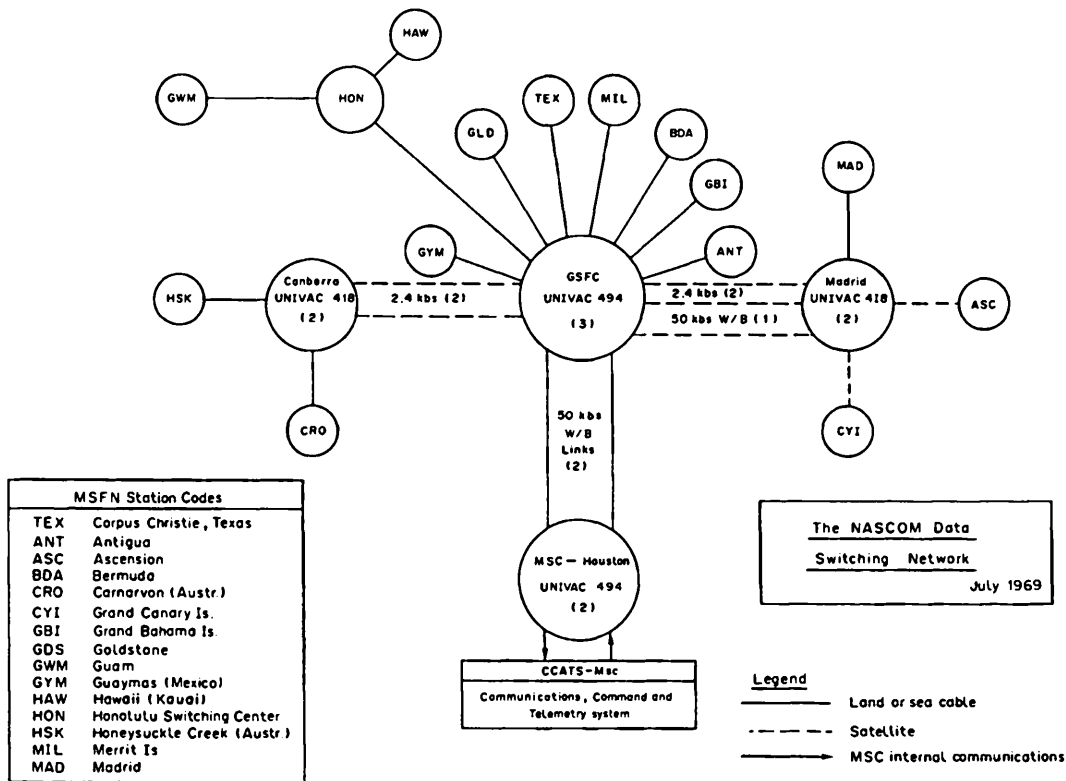 HAW
GWM
HON
TEX
MIL
GLD
BDA
GBI
MAD
GYM
ANT
HSK
Canberra
UNIVAC 418
(2)
2.4 kbs (2)
GSFC
UNIVAC 494
(3)
2.4 kbs (2)
50 kbs W/B (1)
Madrid
UNIVAC 418
(2)
ASC
CRO
CYI
50 kbs
W/B
Links
(2)
MSC – Houston
UNIVAC 494
(2)
CCATS-Msc
Communications, Command and
Telemetry system
MSFN Station Codes
TEX Corpus Christie, Texas
ANT Antigua
ASC Ascension
BDA Bermuda
CRO Carnarvon (Austr.)
CYI Grand Canary Is.
GBI Grand Bahama Is.
GDS Goldstone
GWM Guam
GYM Guaymas (Mexico)
HAW Hawaii (Kauai)
HON Honolulu Switching Center
HSK Honeysuckle Creek (Austr.)
MIL Merrit Is
MAD Madrid
The NASCOM Data
Switching Network
July 1969
Legend
Land or sea cable
Satellite
MSC internal communications